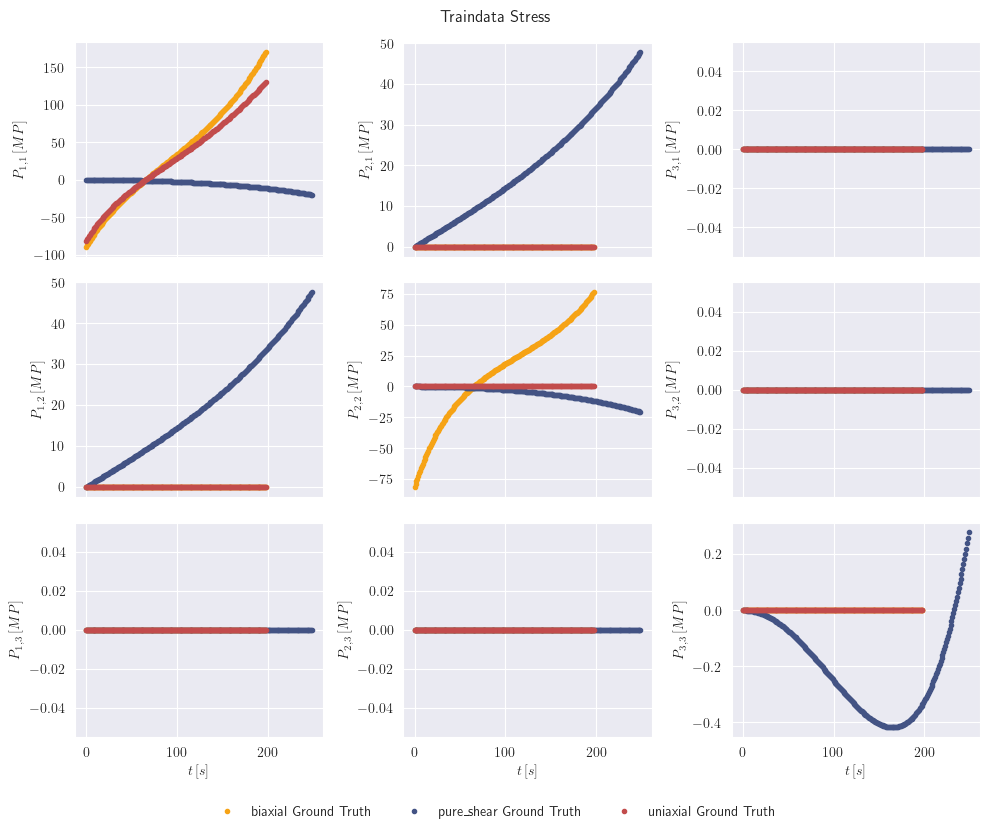 Traindata Stress
150
100
50
0
−50
−100
P1,1 [MP]
50
40
30
20
10
0
P2,1 [MP]
0.04
0.02
0.00
−0.02
−0.04
P3,1 [MP]
50
40
30
20
10
0
P1,2 [MP]
75
50
25
0
−25
−50
−75
P2,2 [MP]
0.04
0.02
0.00
−0.02
−0.04
P3,2 [MP]
0.04
0.02
0.00
−0.02
−0.04
P1,3 [MP]
0 100 200
t [s]
0.04
0.02
0.00
−0.02
−0.04
P2,3 [MP]
0 100 200
t [s]
0.2
0.0
−0.2
−0.4
P3,3 [MP]
0 100 200
t [s]
biaxial Ground Truth pure_shear Ground Truth uniaxial Ground Truth